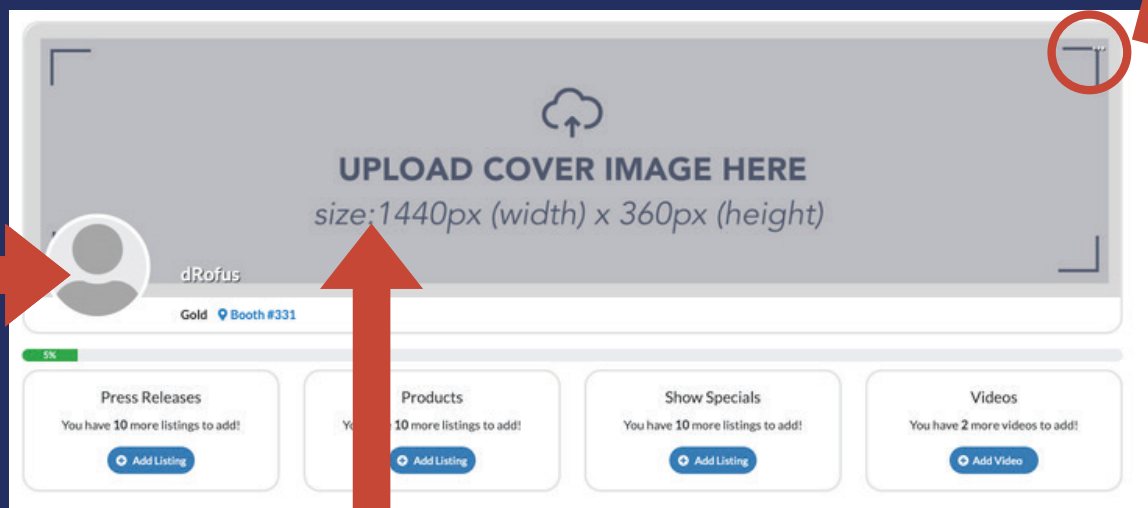 ...
UPLOAD COVER IMAGE HERE
size:1440px (width) x 360px (height)
dRofus
Gold Booth #331
5%
Press Releases
You have 10 more listings to add!
Add Listing
Products
10 more listings to add!
Add Listing
Show Specials
You have 10 more listings to add!
Add Listing
Videos
You have 2 more videos to add!
Add Video